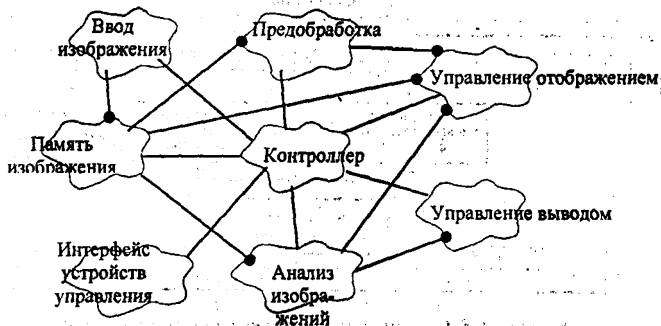 Ввод
изображения
Предобработка
Управление отображением
Память
изображения
Контроллер
Управление выводом
Интерфейс
устройств
управления
Анализ
изобра-
жений